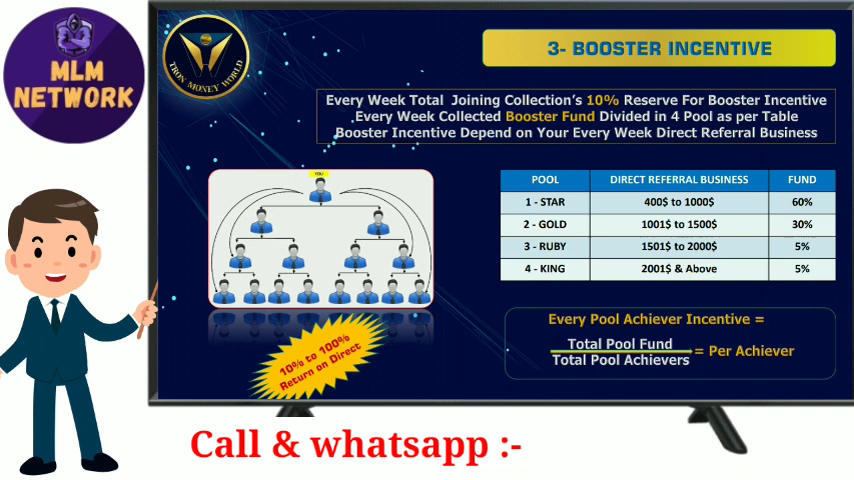 MLM
NETWORK
TRON MONEY WORLD
3- BOOSTER INCENTIVE
Every Week Total Joining Collection's 10% Reserve For Booster Incentive
Every Week Collected Booster Fund Divided in 4 Pool as per Table
Booster Incentive Depend on Your Every Week Direct Referral Business
YOU
POOL DIRECT REFERRAL BUSINESS FUND
1 - STAR 400$ to 1000$ 60%
2 - GOLD 1001$ to 1500$ 30%
3 - RUBY 1501$ to 2000$ 5%
4 - KING 2001$ & Above 5%
10% to 100%
Return on Direct
Every Pool Achiever Incentive =
Total Pool Fund
Total Pool Achievers = Per Achiever
Call & whatsapp :-